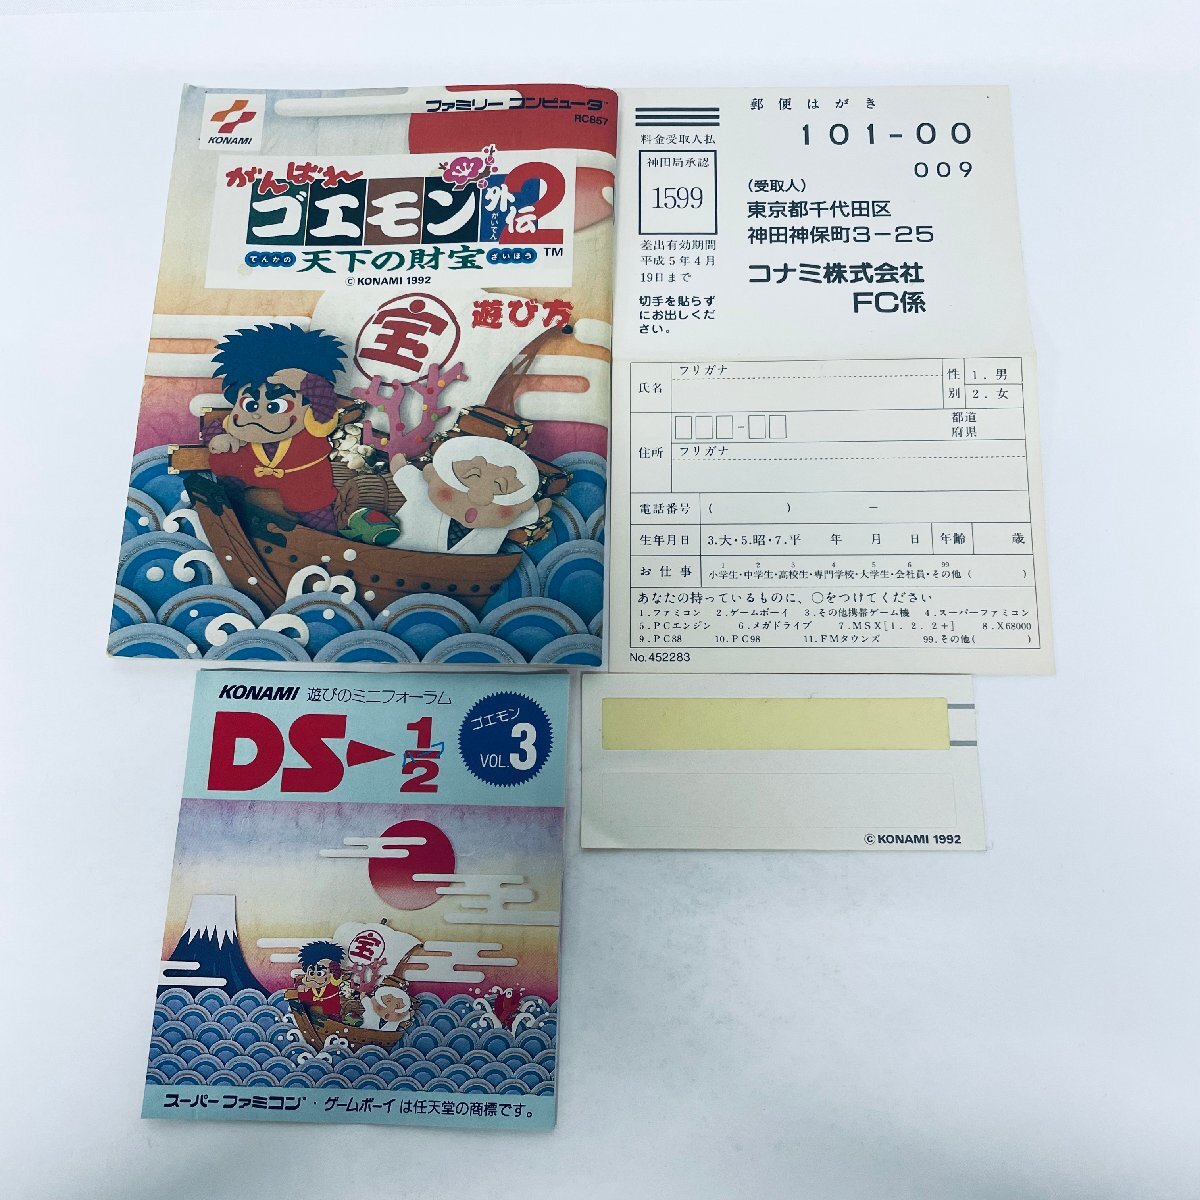 KONAMI
ファミリー コンピュータ™
RC857
がんばれ
ゴエモン外伝2
がいでん
てんかの 天下の財宝 ざいほう ™
© KONAMI 1992
遊び方
宝
郵便はがき
料金受取人払
神田局承認
1599
差出有効期間
平成5年4月
19日まで
切手を貼らず
にお出しくだ
さい。
101-00
009
(受取人)
東京都千代田区
神田神保町3-25
コナミ株式会社
FC係
氏名
フリガナ
性別
1. 男
2. 女
住所
都道
府県
フリガナ
電話番号 ( ) -
生年月日 3.大・5.昭・7.平 年 月 日 年齢 歳
お仕事 1小学生・2中学生・3高校生・4専門学校・5大学生・6会社員・99その他( )
あなたの持っているものに、○をつけてください
1.ファミコン 2.ゲームボーイ 3.その他携帯ゲーム機 4.スーパーファミコン
5.PCエンジン 6.メガドライブ 7.MSX[1.2.2+] 8.X68000
9.PC88 10.PC98 11.FMタウンズ 99.その他( )
No.452283
KONAMI 遊びのミニフォーラム
DS▶1/2
ゴエモン
VOL.3
宝
スーパーファミコン™・ゲームボーイは任天堂の商標です。
© KONAMI 1992